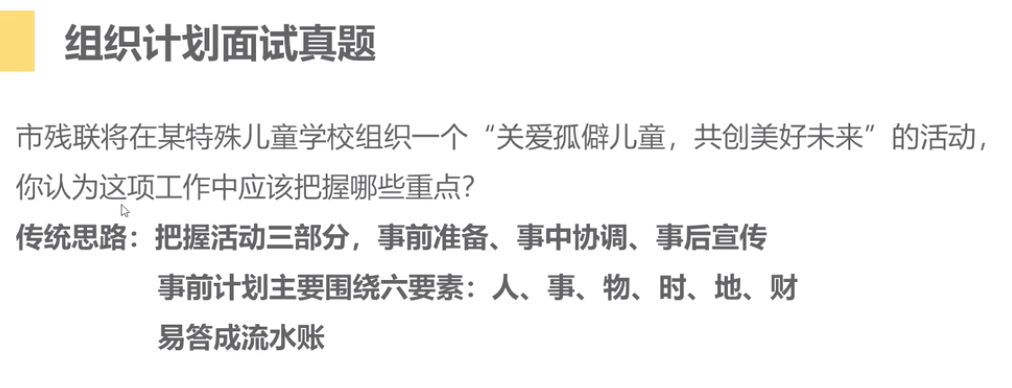 组织计划面试真题
市残联将在某特殊儿童学校组织一个“关爱孤僻儿童，共创美好未来”的活动，
你认为这项工作中应该把握哪些重点？
传统思路：把握活动三部分，事前准备、事中协调、事后宣传
事前计划主要围绕六要素：人、事、物、时、地、财
易答成流水账